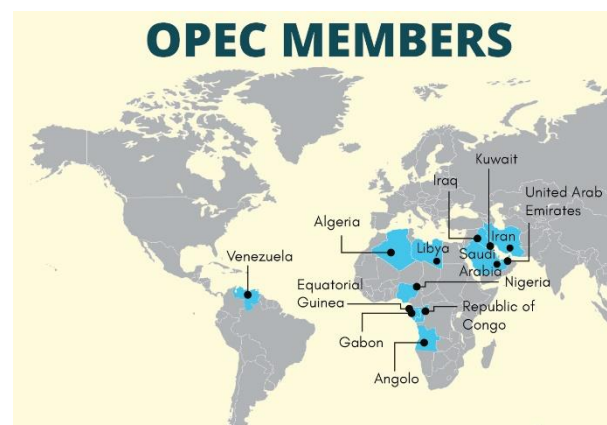 OPEC MEMBERS
Kuwait
Iraq
United Arab
Emirates
Algeria
Libya
Iran
Saudi
Arabia
Venezuela
Equatorial
Guinea
Nigeria
Republic of
Congo
Gabon
Angolo